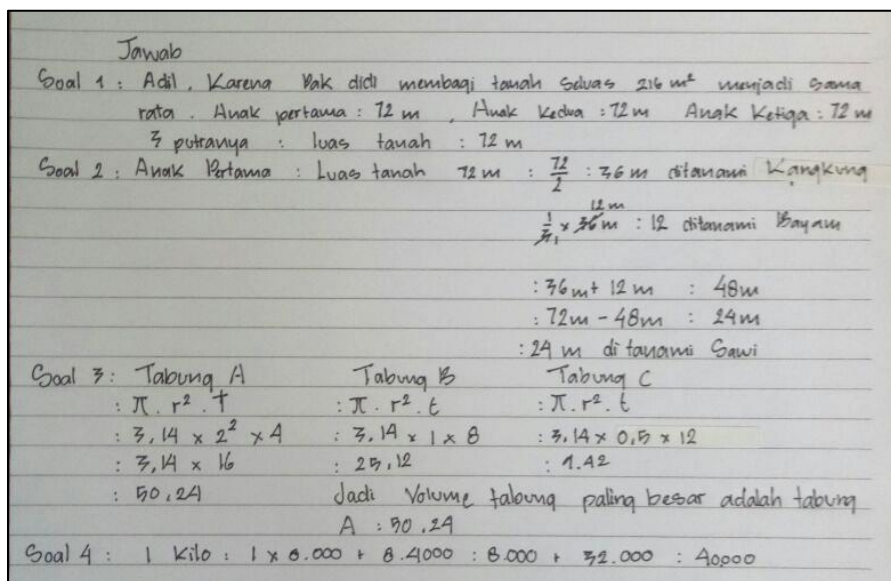 Jawab
Soal 1 : Adil, Karena Pak didi membagi tanah seluas 216 m² menjadi sama
rata. Anak pertama : 72 m , Anak Kedua : 72 m Anak Ketiga : 72 m
3 putranya : luas tanah : 72 m
Soal 2 : Anak Pertama : Luas tanah 72 m : 72/2 : 36 m ditanami Kangkung
12 m
1/3 1 x 36 m : 12 ditanami Bayam
: 36 m + 12 m : 48 m
: 72 m - 48 m : 24 m
: 24 m di tanami Sawi
Soal 3 : Tabung A Tabung B Tabung C
: π . r² . T : π . r² . t : π . r² . t
: 3,14 x 2² x 4 : 3.14 x 1 x 8 : 3.14 x 0,5 x 12
: 3,14 x 16 : 25,12 : 9.42
: 50.24 Jadi Volume tabung paling besar adalah tabung
A : 50.24
Soal 4 : 1 Kilo : 1 x 8.000 + 8.4000 : 8.000 + 32.000 : 40000